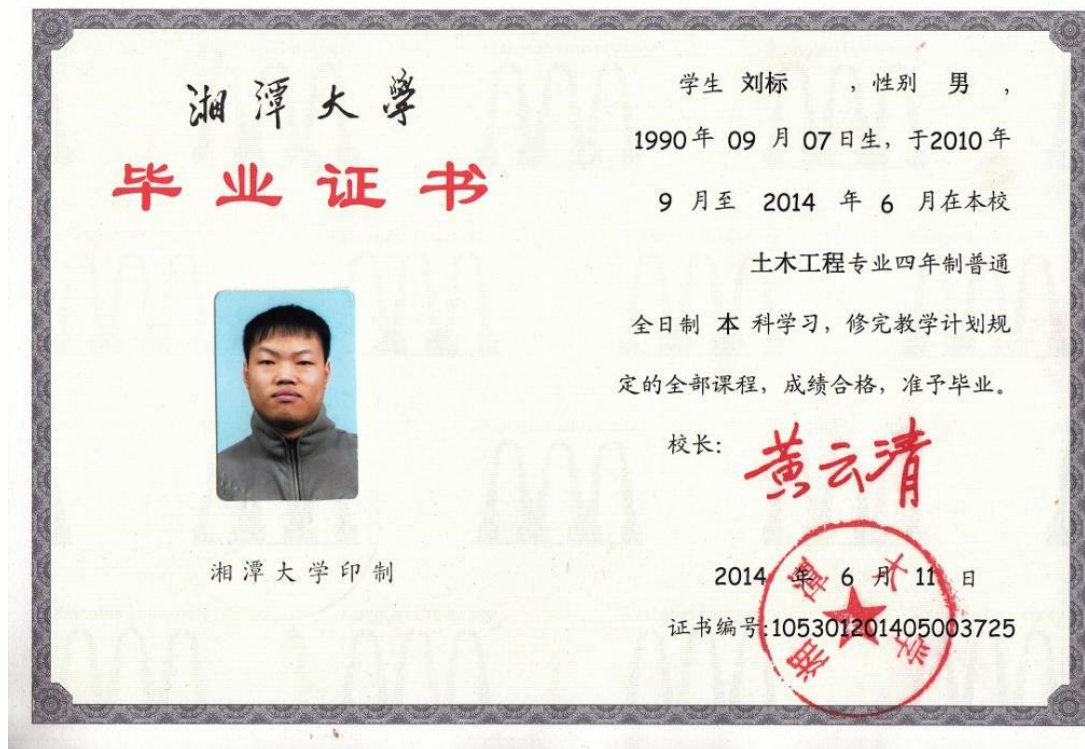 湘潭大学
毕业证书
湘潭大学印制
学生 刘标 ，性别 男 ，
1990年 09 月 07日生，于2010年
9 月至 2014 年 6 月在本校
土木工程专业四年制普通
全日制 本 科学习，修完教学计划规
定的全部课程，成绩合格，准予毕业。
校长：黄云清
2014 年 6 月 11 日
证书编号:105301201405003725
湘潭大学